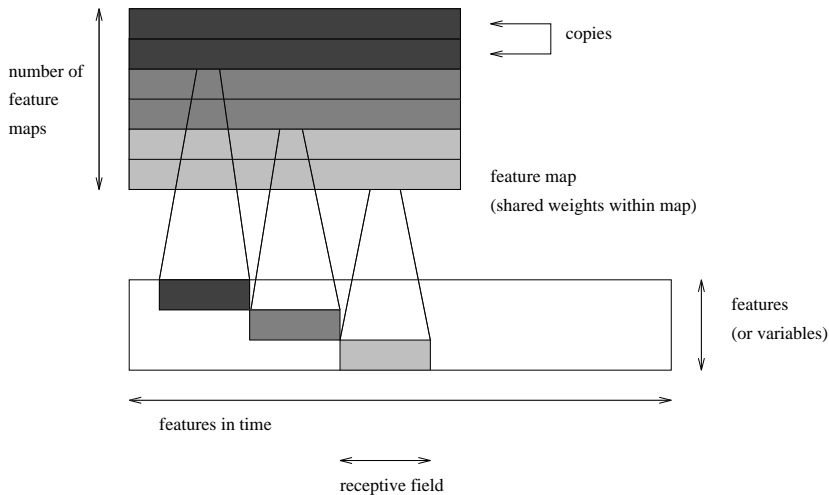 copies
number of
feature
maps
feature map
(shared weights within map)
features
(or variables)
features in time
receptive field